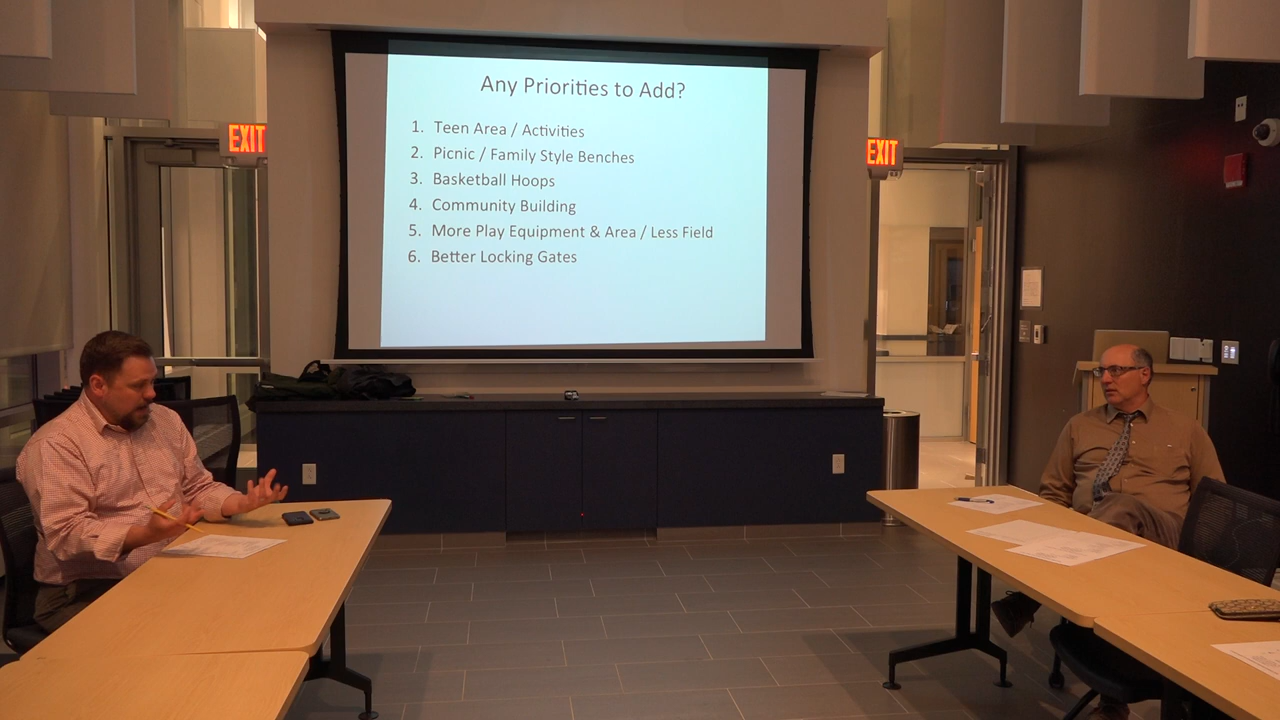 Any Priorities to Add?
1. Teen Area / Activities
2. Picnic / Family Style Benches
3. Basketball Hoops
4. Community Building
5. More Play Equipment & Area / Less Field
6. Better Locking Gates
EXIT
EXIT